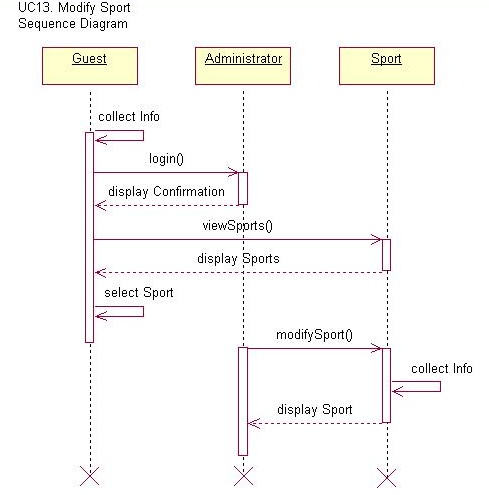 UC13. Modify Sport
Sequence Diagram
Guest
Administrator
Sport
collect Info
login()
display Confirmation
viewSports()
display Sports
select Sport
modifySport()
collect Info
display Sport